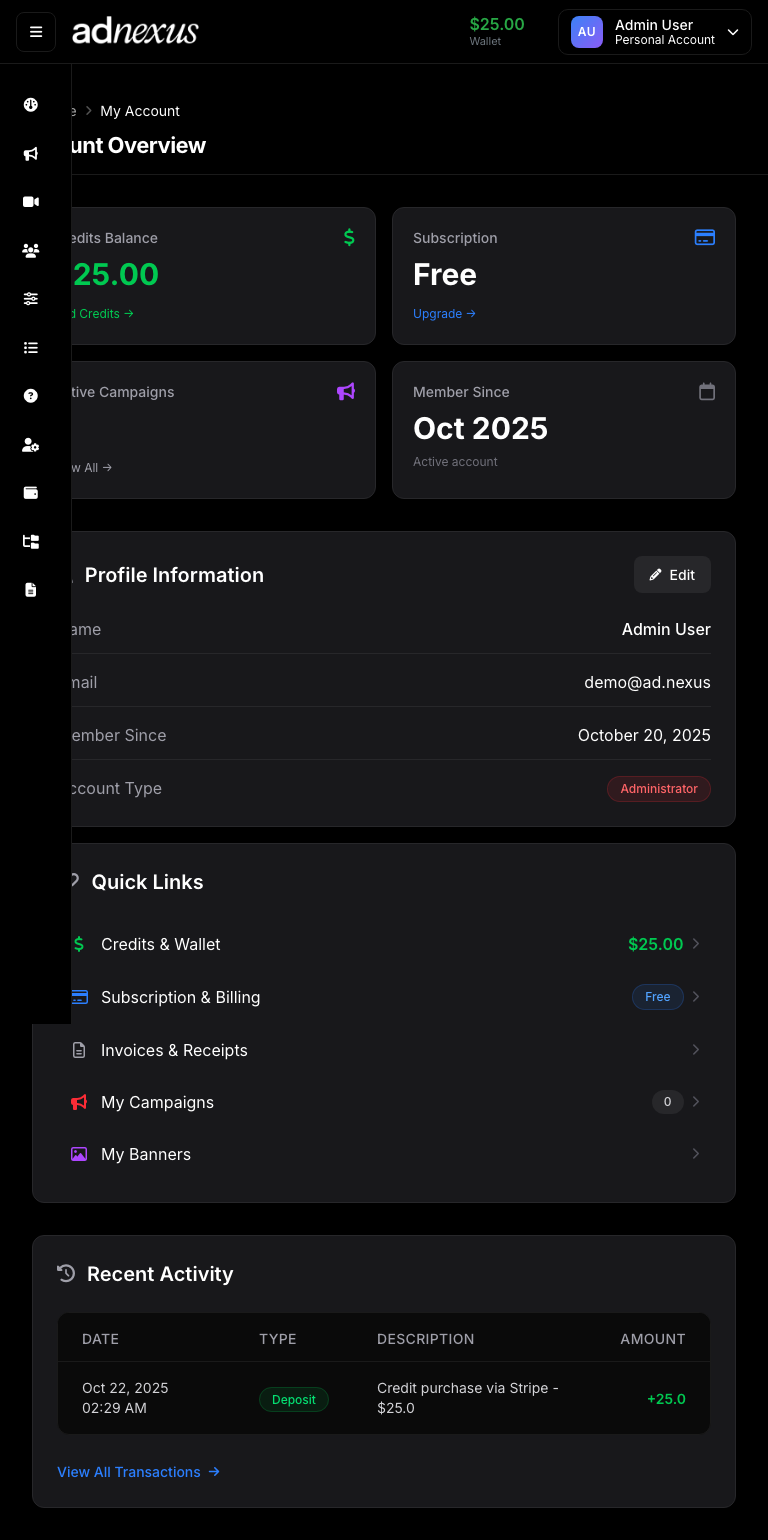 adnexus
$25.00
Wallet
AU
Admin User
Personal Account
My Account
unt Overview
edits Balance
25.00
d Credits →
Subscription
Free
Upgrade →
tive Campaigns
w All →
Member Since
Oct 2025
Active account
Profile Information
Edit
ame
Admin User
mail
demo@ad.nexus
ember Since
October 20, 2025
ccount Type
Administrator
Quick Links
Credits & Wallet
$25.00
Subscription & Billing
Free
Invoices & Receipts
My Campaigns
0
My Banners
Recent Activity
DATE TYPE DESCRIPTION AMOUNT
Oct 22, 2025
02:29 AM
Deposit
Credit purchase via Stripe -
$25.0
+25.0
View All Transactions →